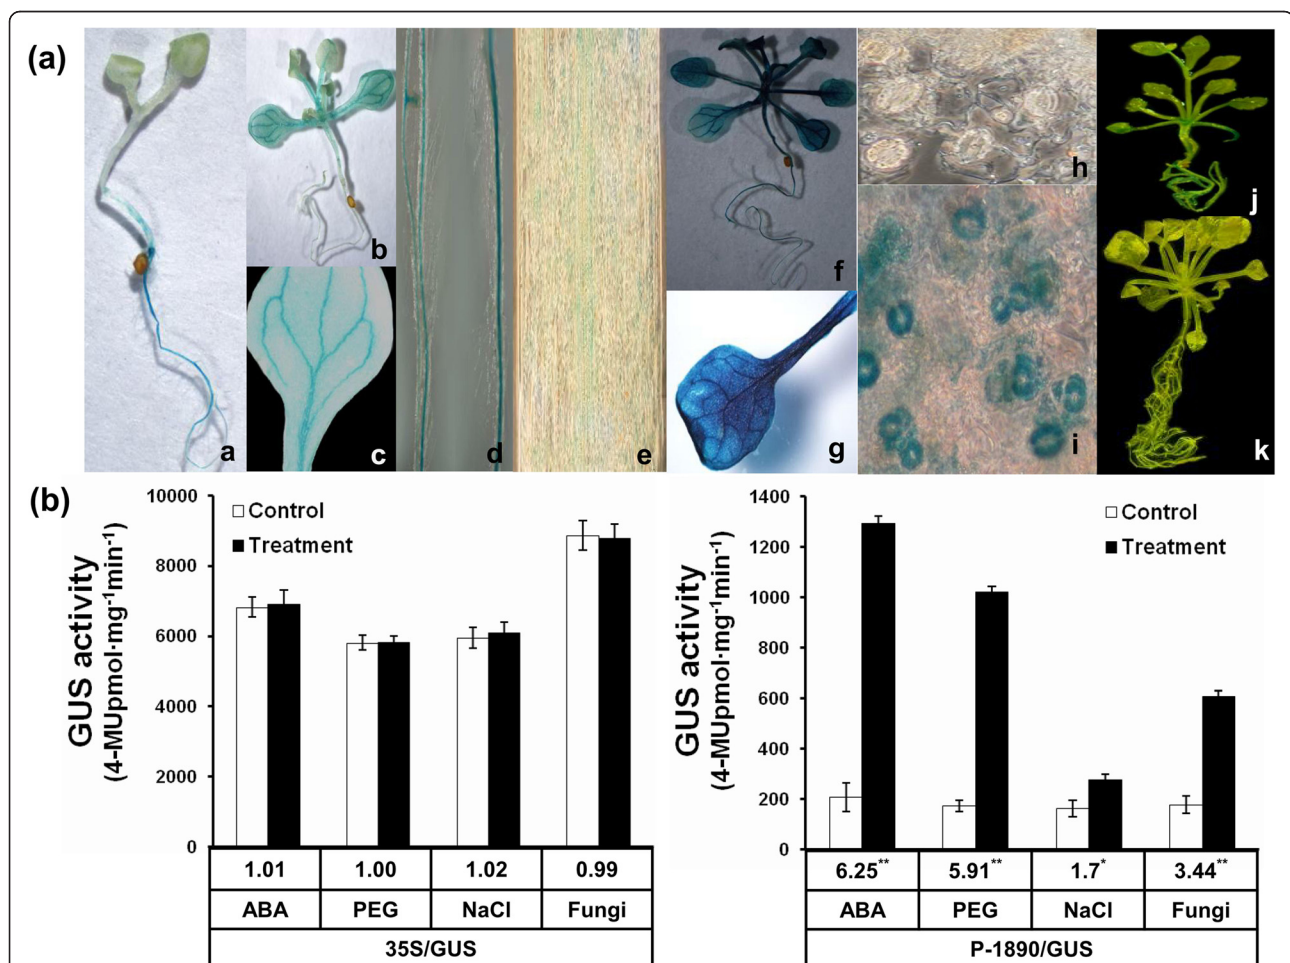 (a)
a
b
c
d
e
f
g
h
i
j
k
(b)
GUS activity
(4-MUpmol·mg⁻¹min⁻¹)
10000
8000
6000
4000
2000
0
Control
Treatment
1.01 1.00 1.02 0.99
ABA PEG NaCl Fungi
35S/GUS
GUS activity
(4-MUpmol·mg⁻¹min⁻¹)
1400
1200
1000
800
600
400
200
0
Control
Treatment
6.25** 5.91** 1.7* 3.44**
ABA PEG NaCl Fungi
P-1890/GUS